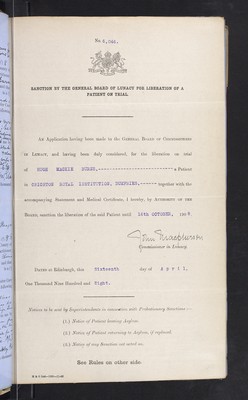 No. 4,044.
SANCTION BY THE GENERAL BOARD OF LUNACY FOR LIBERATION OF A
PATIENT ON TRIAL.
AN Application having been made to the GENERAL BOARD OF COMMISSIONERS
IN LUNACY, and having been duly considered, for the liberation on trial
of JOHN MACKIE a Patient
in CRICHTON ROYAL INSTITUTION, DUMFRIES, together with the
accompanying Statement and Medical Certificate, I hereby, by AUTHORITY OF THE
BOARD, sanction the liberation of the said Patient until 16th OCTOBER, 1908.
John Macpherson
Commissioner in Lunacy.
DATED at Edinburgh, this Sixteenth day of April,
One Thousand Nine Hundred and Eight.
Notices to be sent by Superintendents in connection with Probationary Sanctions :—
(1.) Notice of Patient leaving Asylum.
(2.) Notice of Patient returning to Asylum, if replaced.
(3.) Notice of any Sanction not acted on.
See Rules on other side.